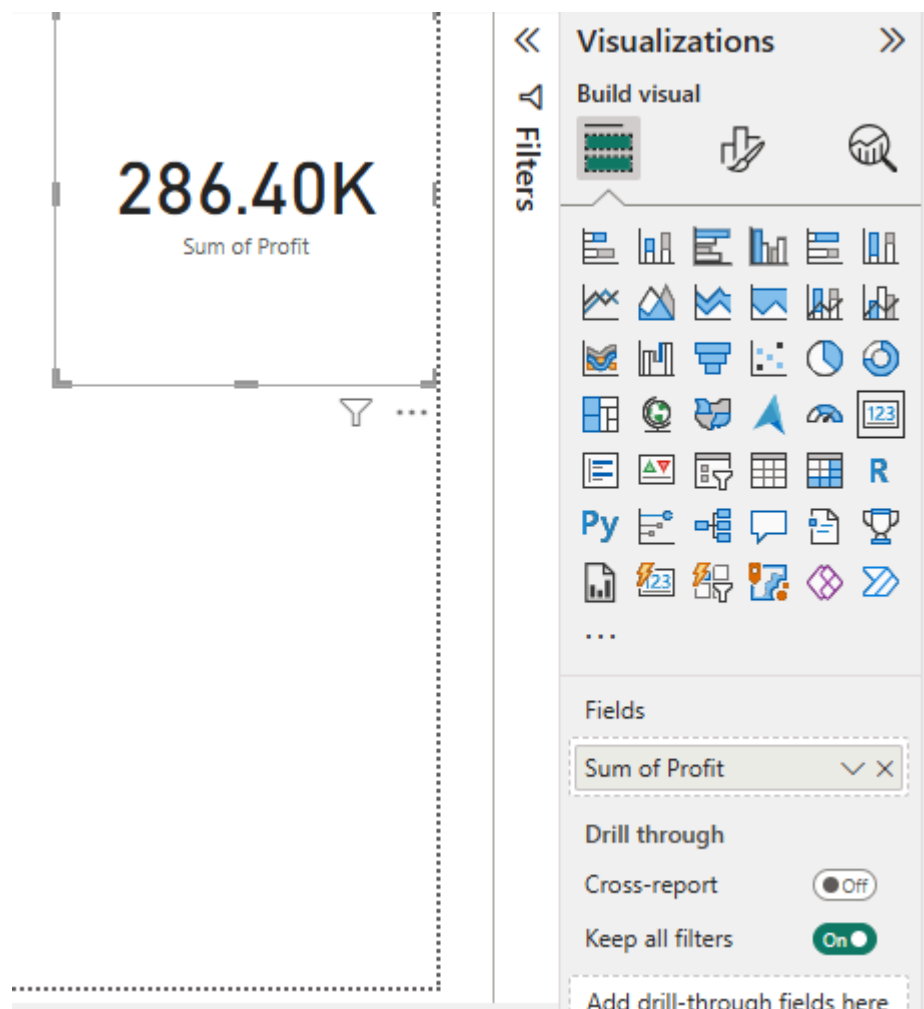 286.40K
Sum of Profit
Filters
Visualizations
Build visual
123
R
Py
123
Fields
Sum of Profit
Drill through
Cross-report
Off
Keep all filters
On
Add drill-through fields here